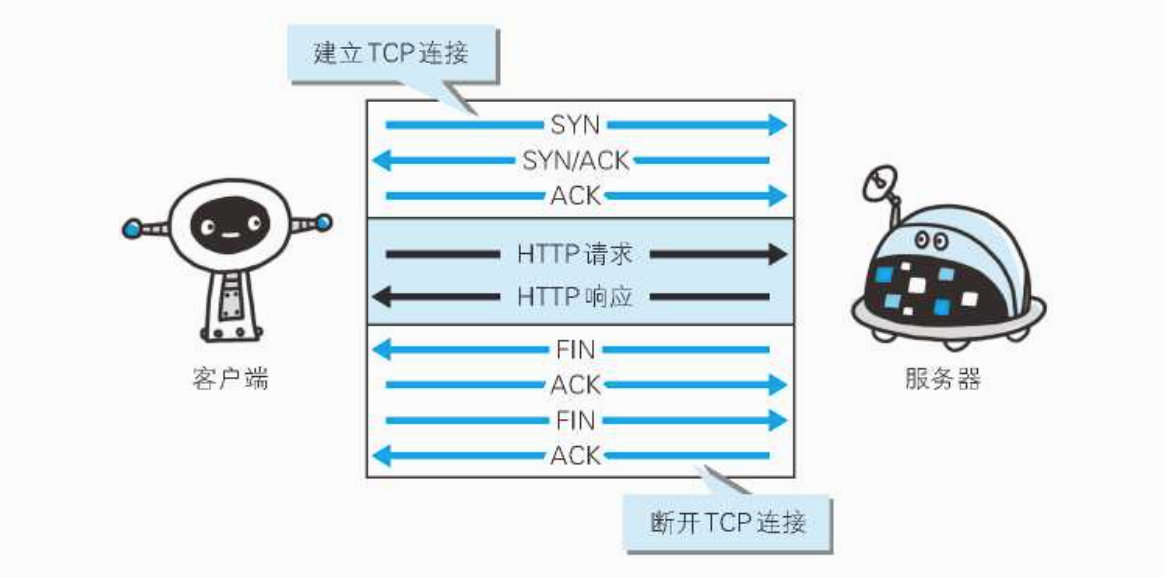 建立TCP连接
SYN
SYN/ACK
ACK
HTTP请求
HTTP响应
FIN
ACK
FIN
ACK
客户端
服务器
断开TCP连接